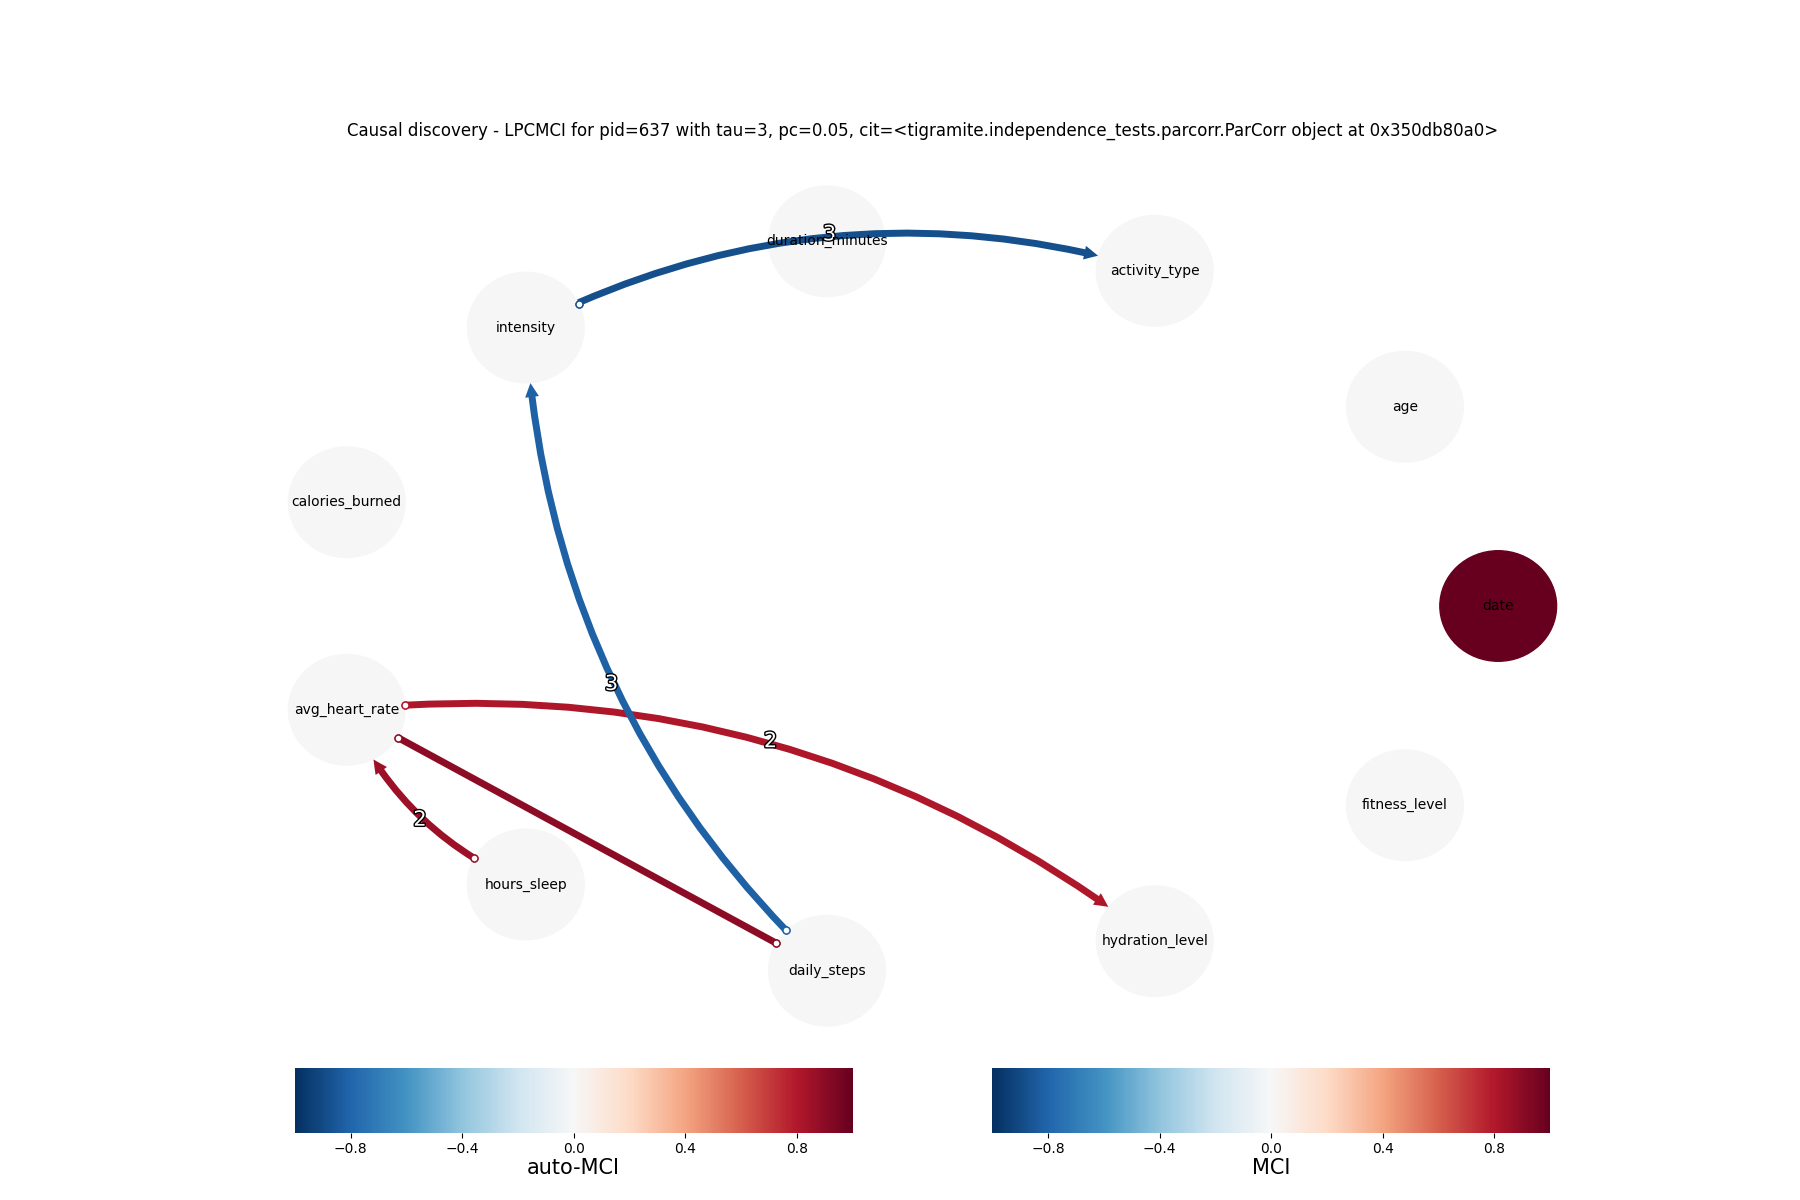 Causal discovery - LPCMCI for pid=637 with tau=3, pc=0.05, cit=<tigramite.independence_tests.parcorr.ParCorr object at 0x350db80a0>
3
duration_minutes
activity_type
intensity
age
calories_burned
date
3
avg_heart_rate
2
fitness_level
2
hours_sleep
hydration_level
daily_steps
−0.8 −0.4 0.0 0.4 0.8
auto-MCI
−0.8 −0.4 0.0 0.4 0.8
MCI